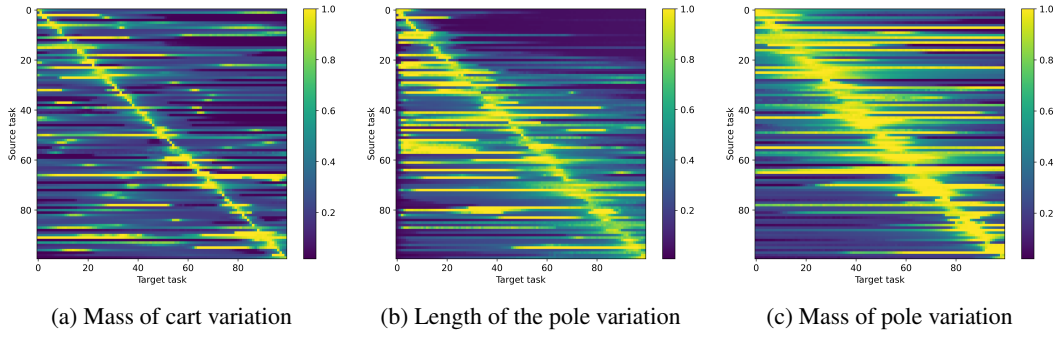 0
20
40
60
80
Source task
0 20 40 60 80
Target task
1.0
0.8
0.6
0.4
0.2
(a) Mass of cart variation
0
20
40
60
80
Source task
0 20 40 60 80
Target task
1.0
0.8
0.6
0.4
0.2
(b) Length of the pole variation
0
20
40
60
80
Source task
0 20 40 60 80
Target task
1.0
0.8
0.6
0.4
0.2
(c) Mass of pole variation